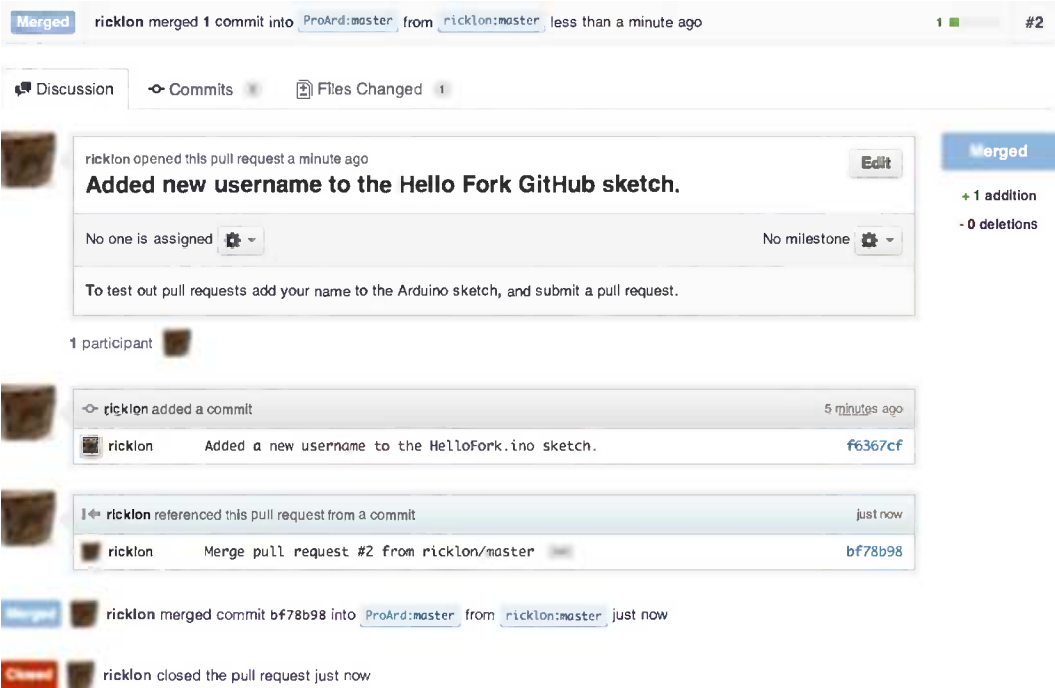 Merged ricklon merged 1 commit into ProArd:master from ricklon:master less than a minute ago 1 #2
Discussion Commits Files Changed 1
ricklon opened this pull request a minute ago Edit
Added new username to the Hello Fork GitHub sketch.
Merged
+ 1 addition
- 0 deletions
No one is assigned No milestone
To test out pull requests add your name to the Arduino sketch, and submit a pull request.
1 participant
ricklon added a commit 5 minutes ago
ricklon Added a new username to the HelloFork.ino sketch. f6367cf
ricklon referenced this pull request from a commit just now
ricklon Merge pull request #2 from ricklon/master bf78b98
Merged ricklon merged commit bf78b98 into ProArd:master from ricklon:master just now
Closed ricklon closed the pull request just now